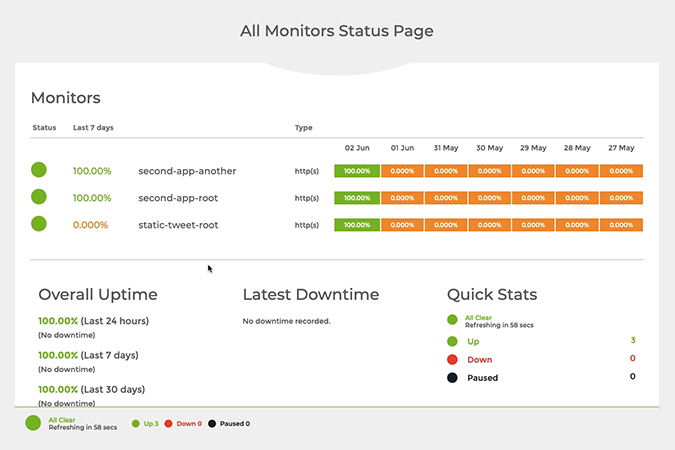 All Monitors Status Page
Monitors
Status Last 7 days Type
02 Jun 01 Jun 31 May 30 May 29 May 28 May 27 May
100.00% second-app-another http(s) 100.00% 0.000% 0.000% 0.000% 0.000% 0.000% 0.000%
100.00% second-app-root http(s) 100.00% 0.000% 0.000% 0.000% 0.000% 0.000% 0.000%
0.000% static-tweet-root http(s) 100.00% 0.000% 0.000% 0.000% 0.000% 0.000% 0.000%
Overall Uptime
100.00% (Last 24 hours)
(No downtime)
100.00% (Last 7 days)
(No downtime)
100.00% (Last 30 days)
(No downtime)
Latest Downtime
No downtime recorded.
Quick Stats
All Clear
Refreshing in 58 secs
Up 3
Down 0
Paused 0
All Clear
Refreshing in 58 secs
Up 3 Down 0 Paused 0